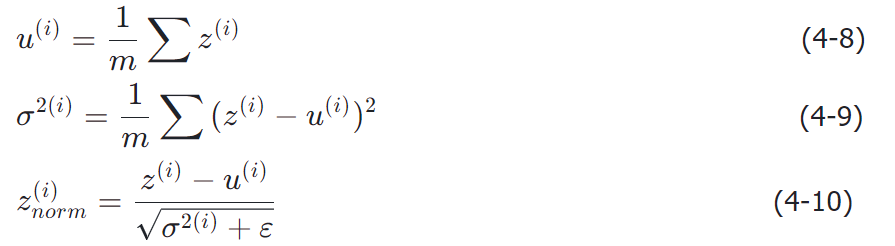 u^{(i)} = \frac{1}{m} \sum z^{(i)} (4-8)
\sigma^{2(i)} = \frac{1}{m} \sum (z^{(i)} - u^{(i)})^2 (4-9)
z_{norm}^{(i)} = \frac{z^{(i)} - u^{(i)}}{\sqrt{\sigma^{2(i)} + \varepsilon}} (4-10)